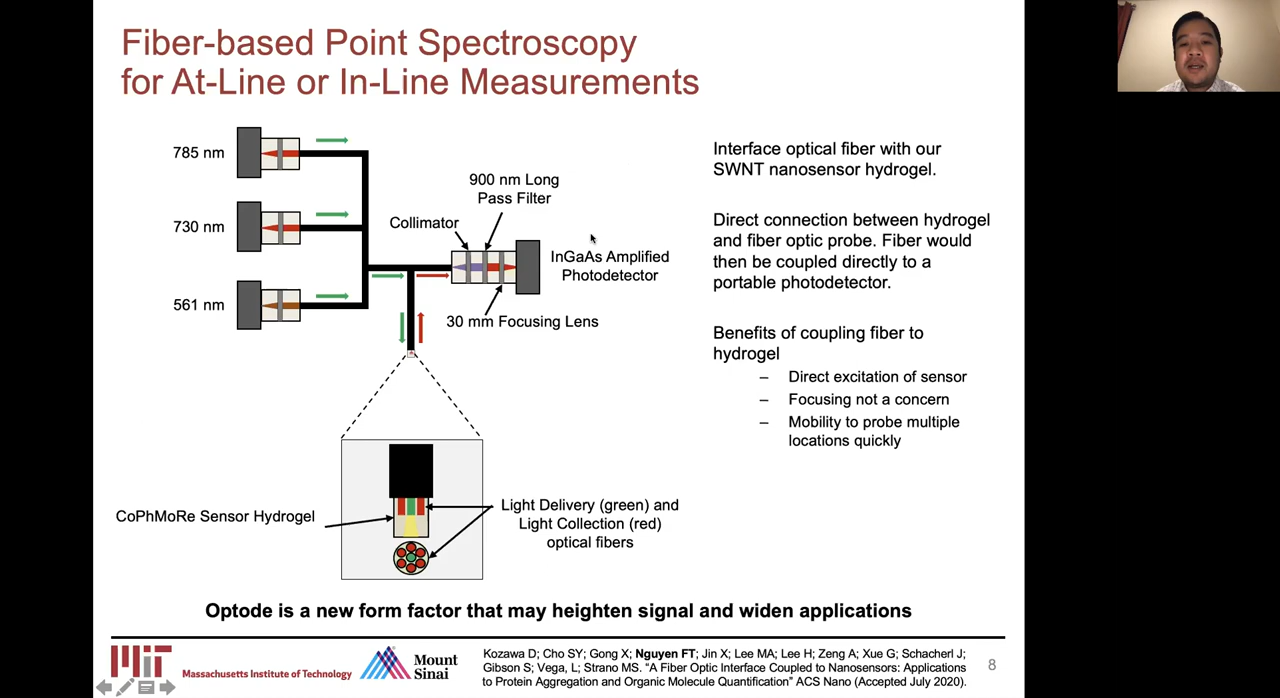 Fiber-based Point Spectroscopy
for At-Line or In-Line Measurements
785 nm
730 nm
561 nm
900 nm Long
Pass Filter
Collimator
InGaAs Amplified
Photodetector
30 mm Focusing Lens
CoPhMoRe Sensor Hydrogel
Light Delivery (green) and
Light Collection (red)
optical fibers
Interface optical fiber with our
SWNT nanosensor hydrogel.
Direct connection between hydrogel
and fiber optic probe. Fiber would
then be coupled directly to a
portable photodetector.
Benefits of coupling fiber to
hydrogel
– Direct excitation of sensor
– Focusing not a concern
– Mobility to probe multiple
locations quickly
Optode is a new form factor that may heighten signal and widen applications
MIT
Massachusetts Institute of Technology
Mount
Sinai
Kozawa D; Cho SY; Gong X; Nguyen FT; Jin X; Lee MA; Lee H; Zeng A; Xue G; Schacherl J;
Gibson S; Vega, L; Strano MS. “A Fiber Optic Interface Coupled to Nanosensors: Applications
to Protein Aggregation and Organic Molecule Quantification” ACS Nano (Accepted July 2020).
8